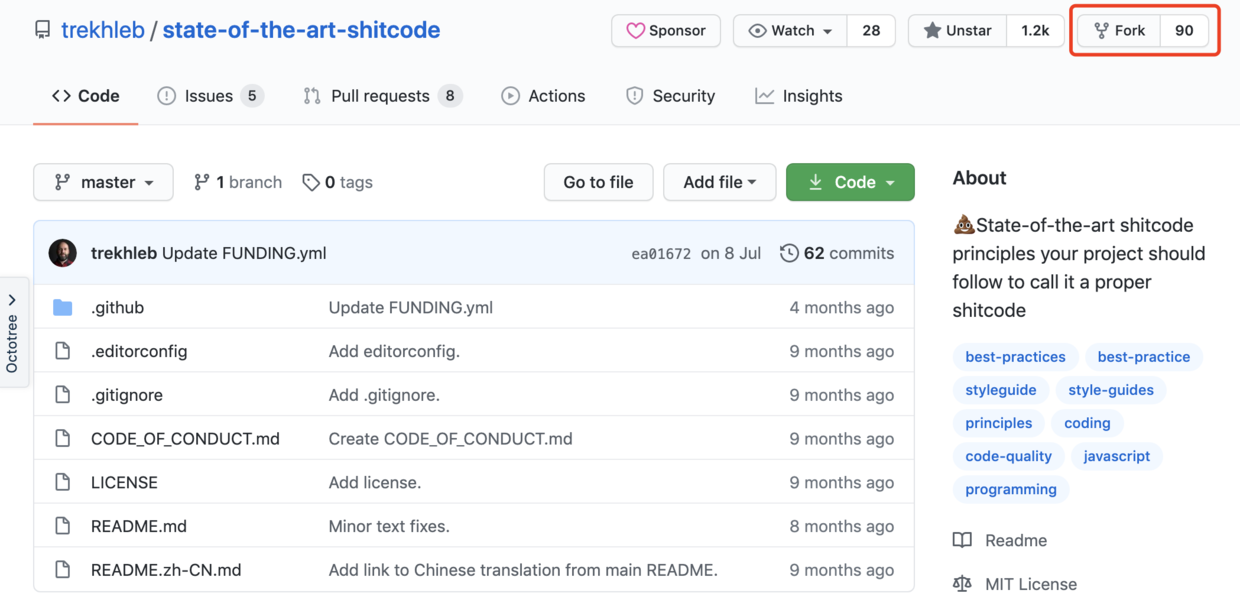 trekhleb / state-of-the-art-shitcode
Sponsor Watch 28 Unstar 1.2k Fork 90
Code Issues 5 Pull requests 8 Actions Security Insights
master 1 branch 0 tags Go to file Add file Code
trekhleb Update FUNDING.yml ea01672 on 8 Jul 62 commits
.github Update FUNDING.yml 4 months ago
.editorconfig Add editorconfig. 9 months ago
.gitignore Add .gitignore. 9 months ago
CODE_OF_CONDUCT.md Create CODE_OF_CONDUCT.md 9 months ago
LICENSE Add license. 9 months ago
README.md Minor text fixes. 8 months ago
README.zh-CN.md Add link to Chinese translation from main README. 9 months ago
Octotree
About
💩State-of-the-art shitcode
principles your project should
follow to call it a proper
shitcode
best-practices best-practice
styleguide style-guides
principles coding
code-quality javascript
programming
Readme
MIT License